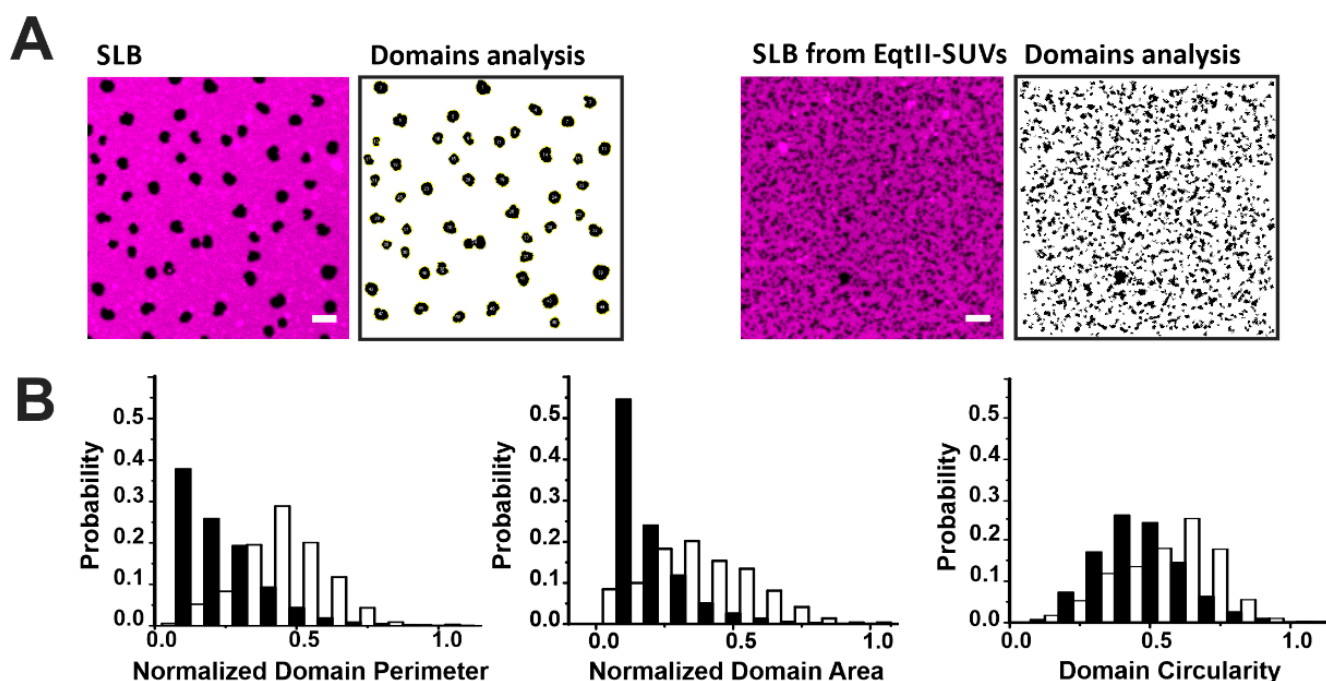 A
SLB
Domains analysis
SLB from EqtII-SUVs
Domains analysis
B
Probability
0.5
0.4
0.3
0.2
0.1
0.0
0.0
0.5
1.0
Normalized Domain Perimeter
Probability
0.5
0.4
0.3
0.2
0.1
0.0
0.0
0.5
1.0
Normalized Domain Area
Probability
0.5
0.4
0.3
0.2
0.1
0.0
0.0
0.5
1.0
Domain Circularity